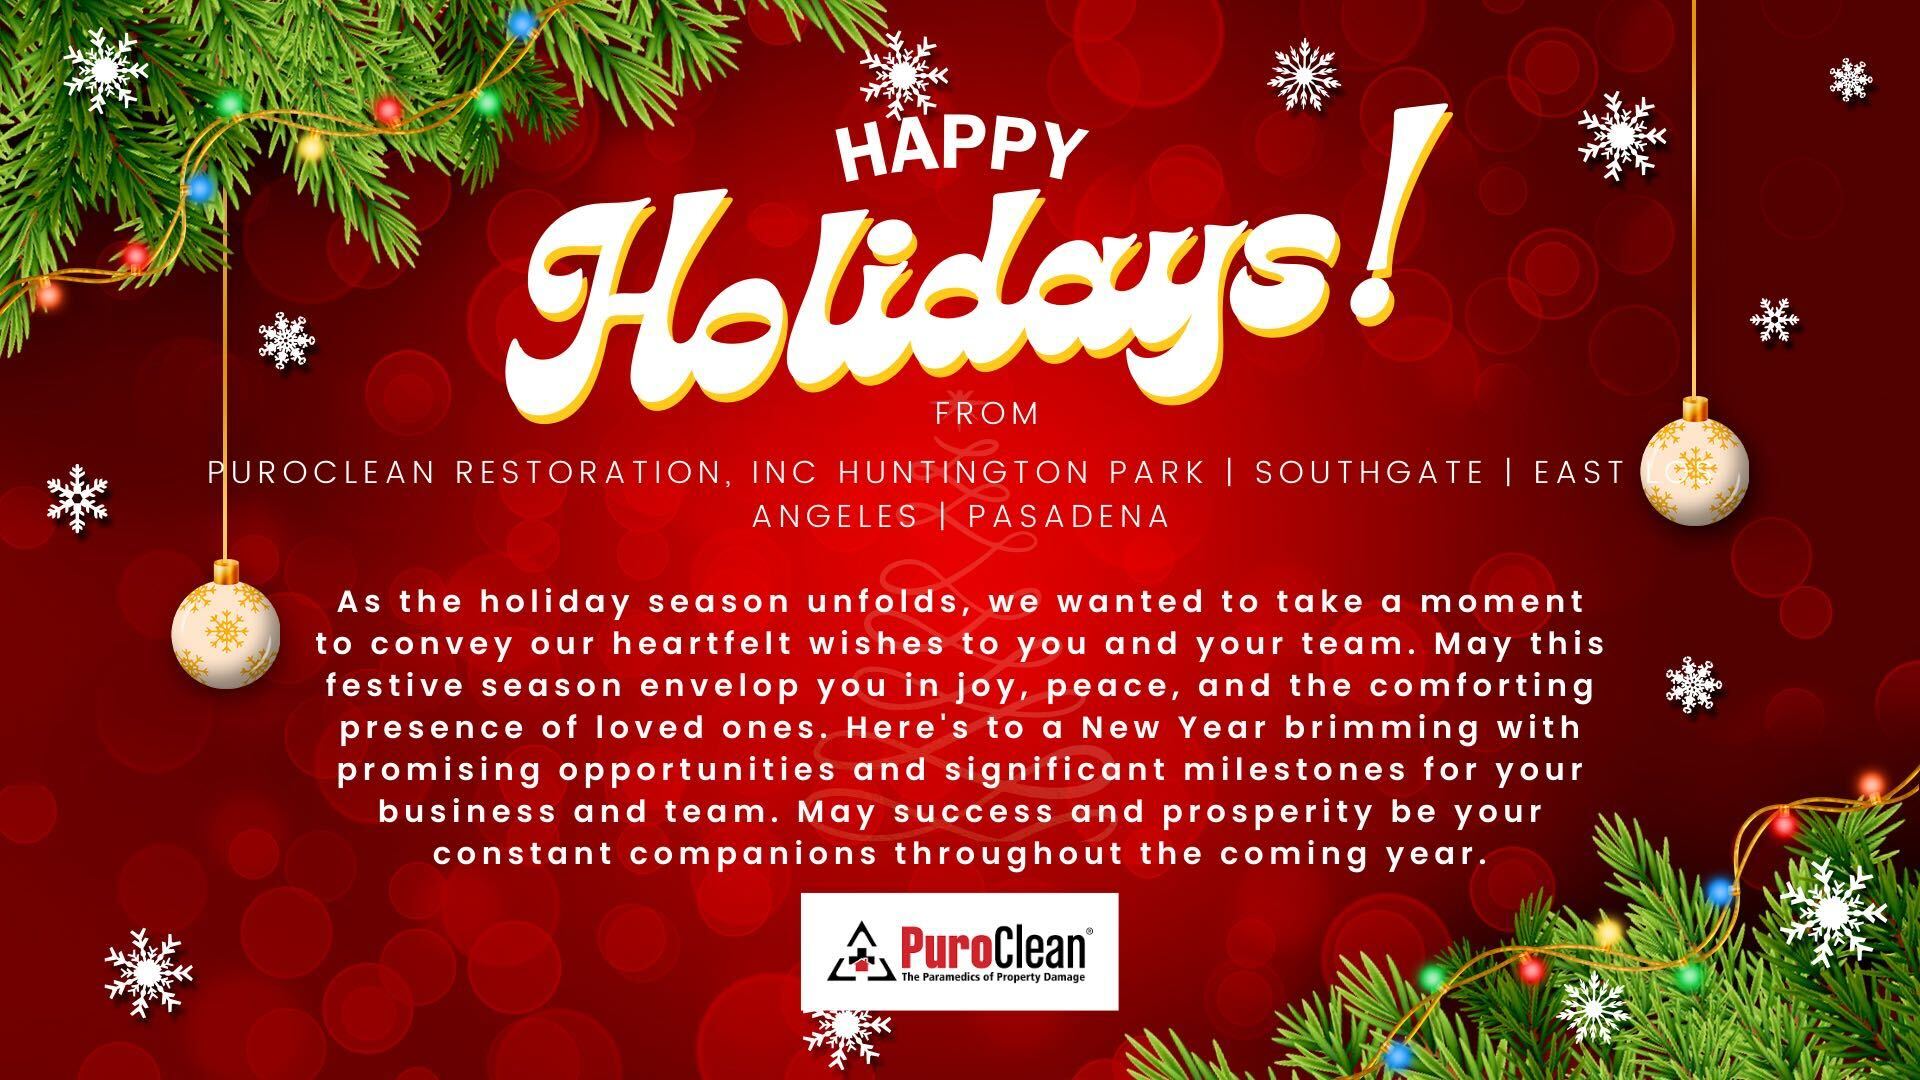 HAPPY
Holidays!
FROM
PUROCLEAN RESTORATION, INC HUNTINGTON PARK | SOUTHGATE | EAST LOS
ANGELES | PASADENA
As the holiday season unfolds, we wanted to take a moment
to convey our heartfelt wishes to you and your team. May this
festive season envelop you in joy, peace, and the comforting
presence of loved ones. Here's to a New Year brimming with
promising opportunities and significant milestones for your
business and team. May success and prosperity be your
constant companions throughout the coming year.
PuroClean®
The Paramedics of Property Damage